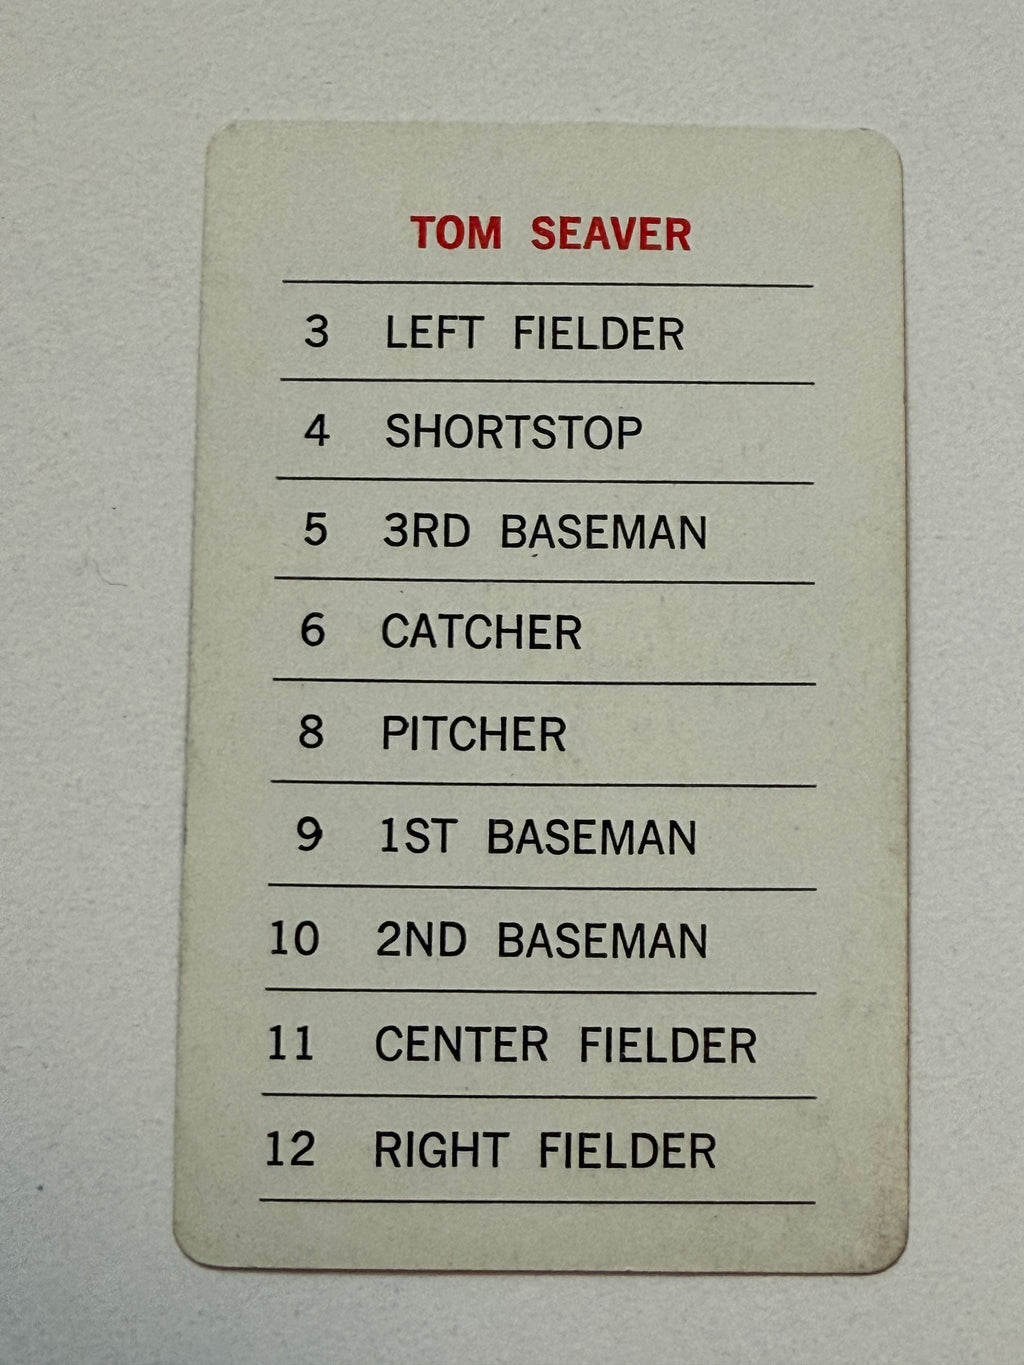 TOM SEAVER
3 LEFT FIELDER
4 SHORTSTOP
5 3RD BASEMAN
6 CATCHER
8 PITCHER
9 1ST BASEMAN
10 2ND BASEMAN
11 CENTER FIELDER
12 RIGHT FIELDER